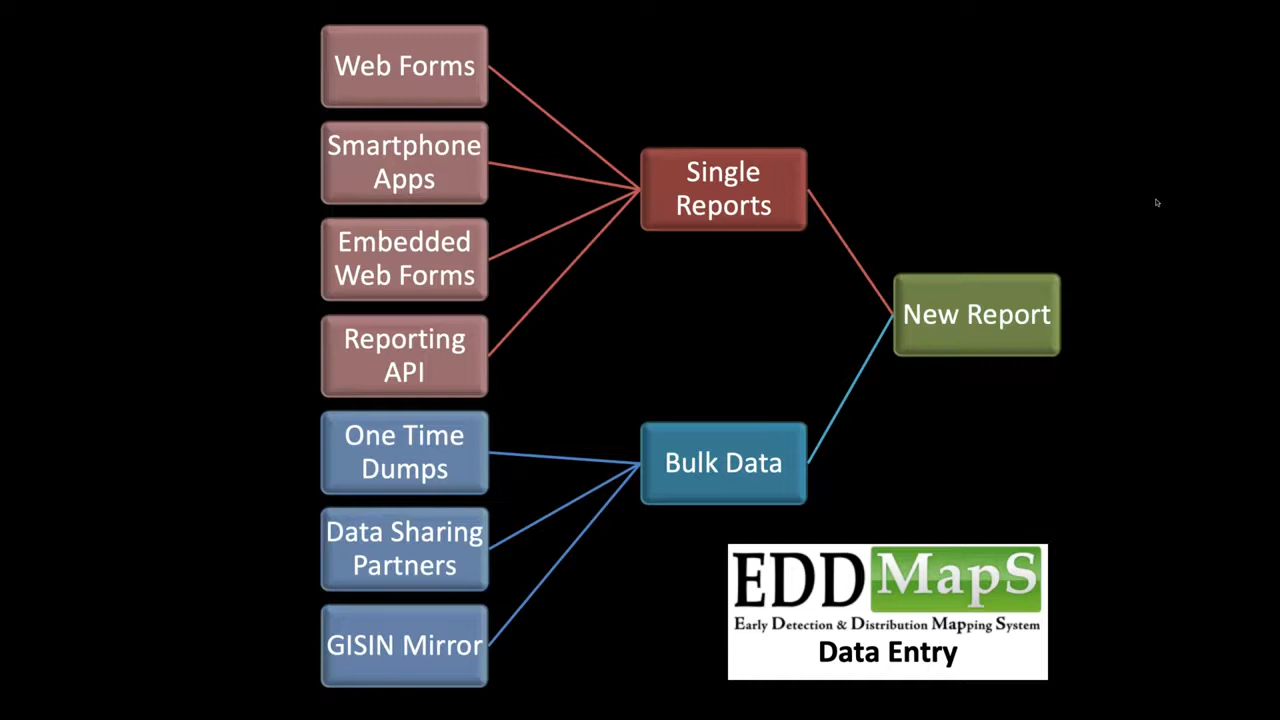 Web Forms
Smartphone
Apps
Embedded
Web Forms
Reporting
API
One Time
Dumps
Data Sharing
Partners
GISIN Mirror
Single
Reports
Bulk Data
New Report
EDDMapS
Early Detection & Distribution Mapping System
Data Entry